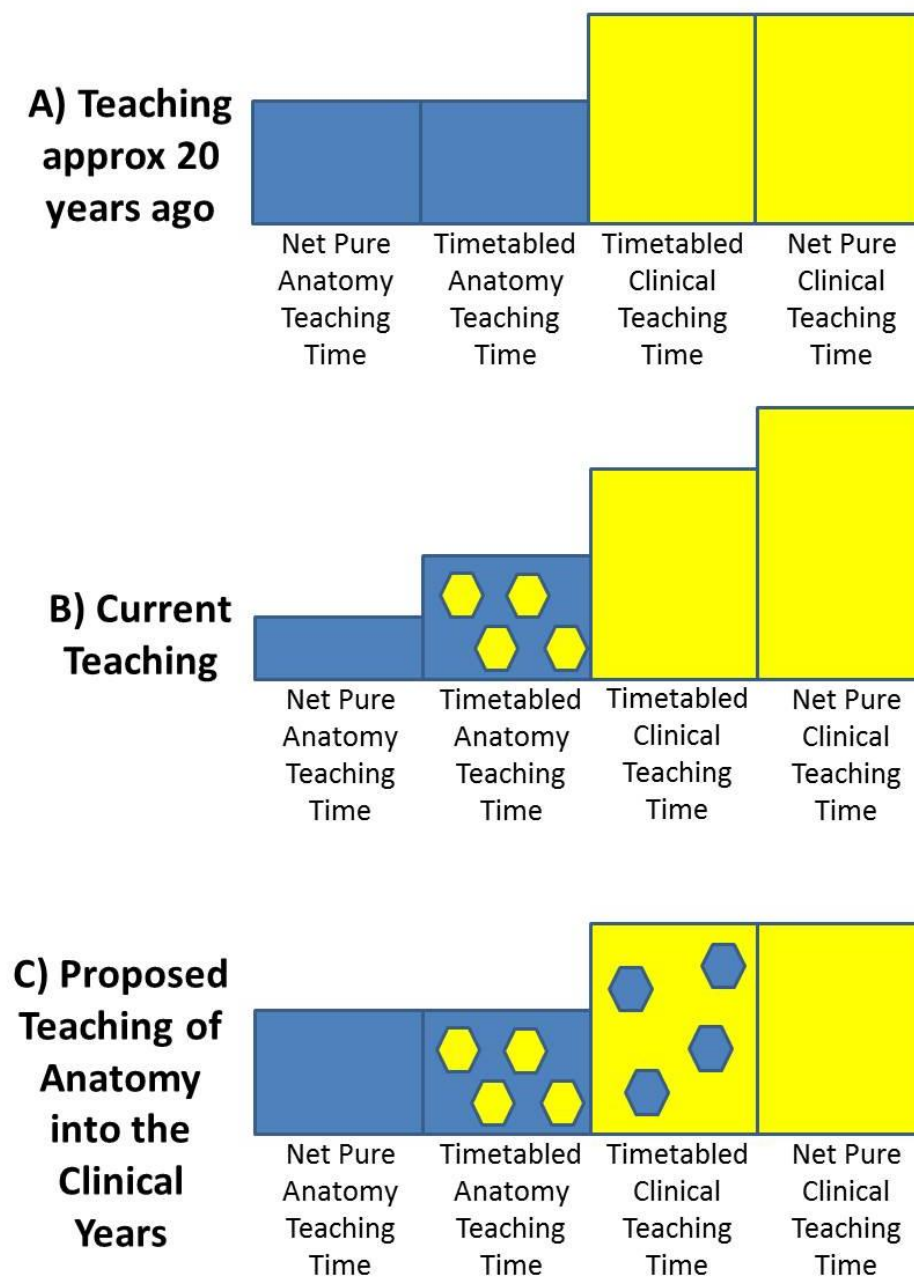 A) Teaching
approx 20
years ago
Net Pure
Anatomy
Teaching
Time
Timetabled
Anatomy
Teaching
Time
Timetabled
Clinical
Teaching
Time
Net Pure
Clinical
Teaching
Time
B) Current
Teaching
Net Pure
Anatomy
Teaching
Time
Timetabled
Anatomy
Teaching
Time
Timetabled
Clinical
Teaching
Time
Net Pure
Clinical
Teaching
Time
C) Proposed
Teaching of
Anatomy
into the
Clinical
Years
Net Pure
Anatomy
Teaching
Time
Timetabled
Anatomy
Teaching
Time
Timetabled
Clinical
Teaching
Time
Net Pure
Clinical
Teaching
Time